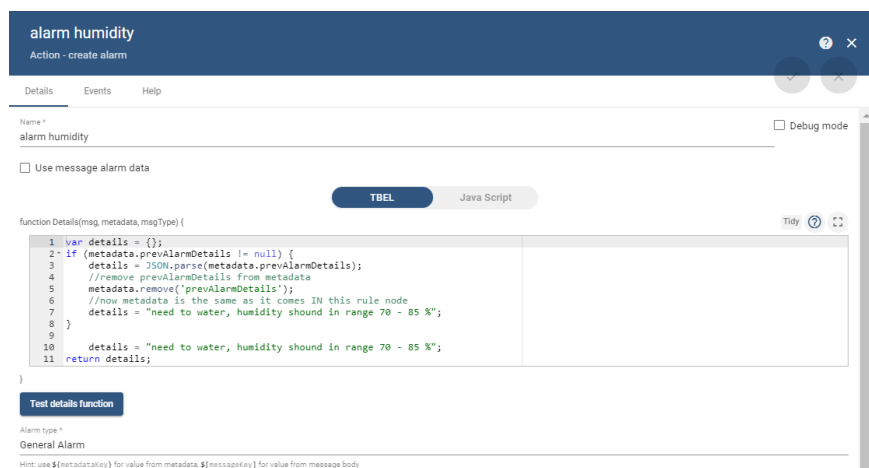 alarm humidity
Action - create alarm
Details Events Help
Name *
alarm humidity
Debug mode
Use message alarm data
TBEL Java Script
function Details(msg, metadata, msgType) {
Tidy
1 var details = {};
2 if (metadata.prevAlarmDetails != null) {
3 details = JSON.parse(metadata.prevAlarmDetails);
4 //remove prevAlarmDetails from metadata
5 metadata.remove('prevAlarmDetails');
6 //now metadata is the same as it comes IN this rule node
7 details = "need to water, humidity shound in range 70 - 85 %";
8 }
9
10 details = "need to water, humidity shound in range 70 - 85 %";
11 return details;
}
Test details function
Alarm type *
General Alarm
Hint: use ${metadataKey} for value from metadata, $[messageKey] for value from message body